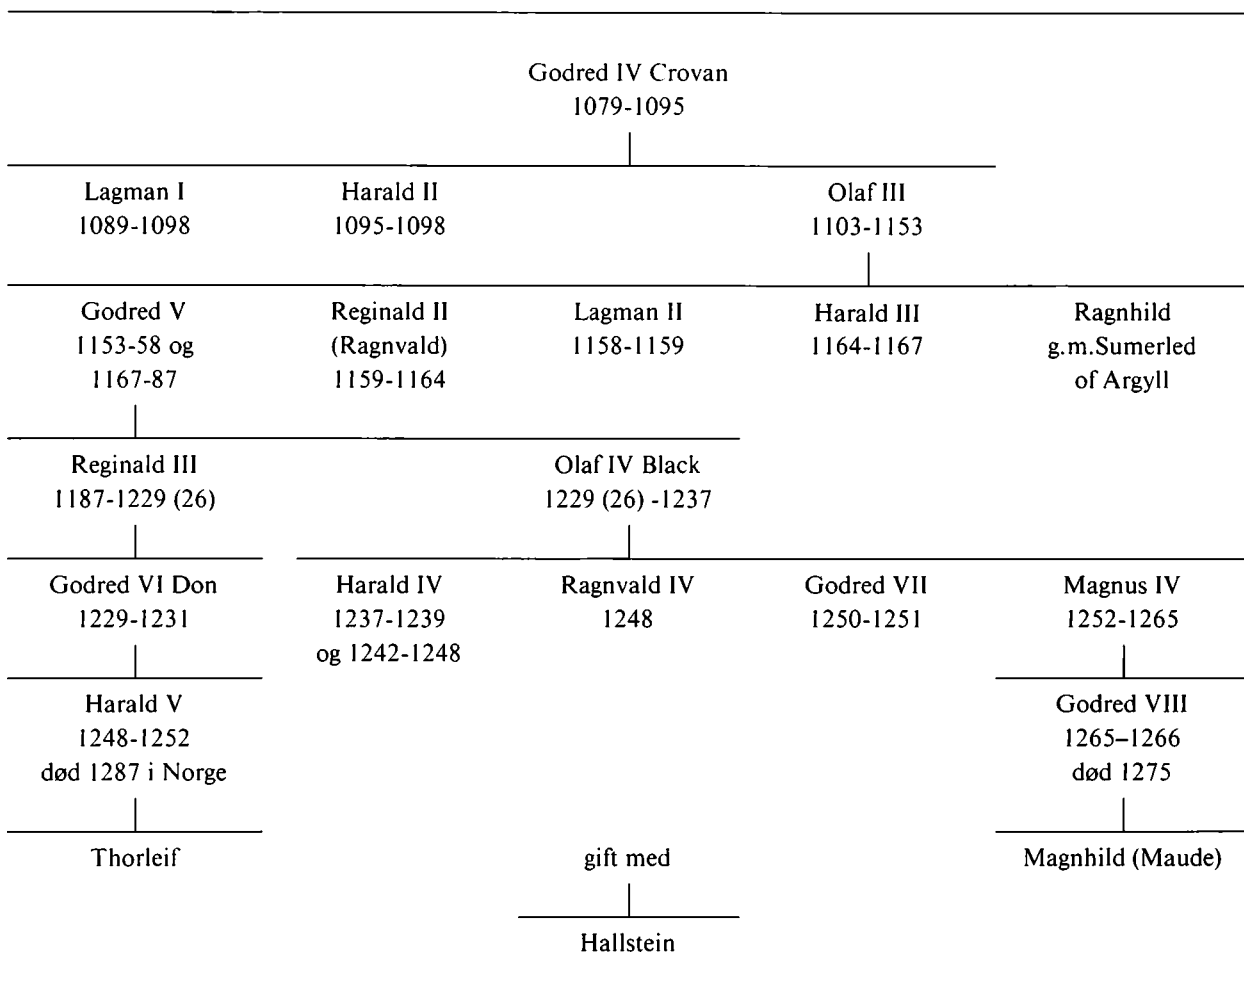 Godred IV Crovan
1079-1095
Lagman I
1089-1098
Harald II
1095-1098
Olaf III
1103-1153
Godred V
1153-58 og
1167-87
Reginald II
(Ragnvald)
1159-1164
Lagman II
1158-1159
Harald III
1164-1167
Ragnhild
g.m.Sumerled
of Argyll
Reginald III
1187-1229 (26)
Olaf IV Black
1229 (26) -1237
Godred VI Don
1229-1231
Harald IV
1237-1239
og 1242-1248
Ragnvald IV
1248
Godred VII
1250-1251
Magnus IV
1252-1265
Harald V
1248-1252
død 1287 i Norge
Godred VIII
1265–1266
død 1275
Thorleif
gift med
Magnhild (Maude)
Hallstein